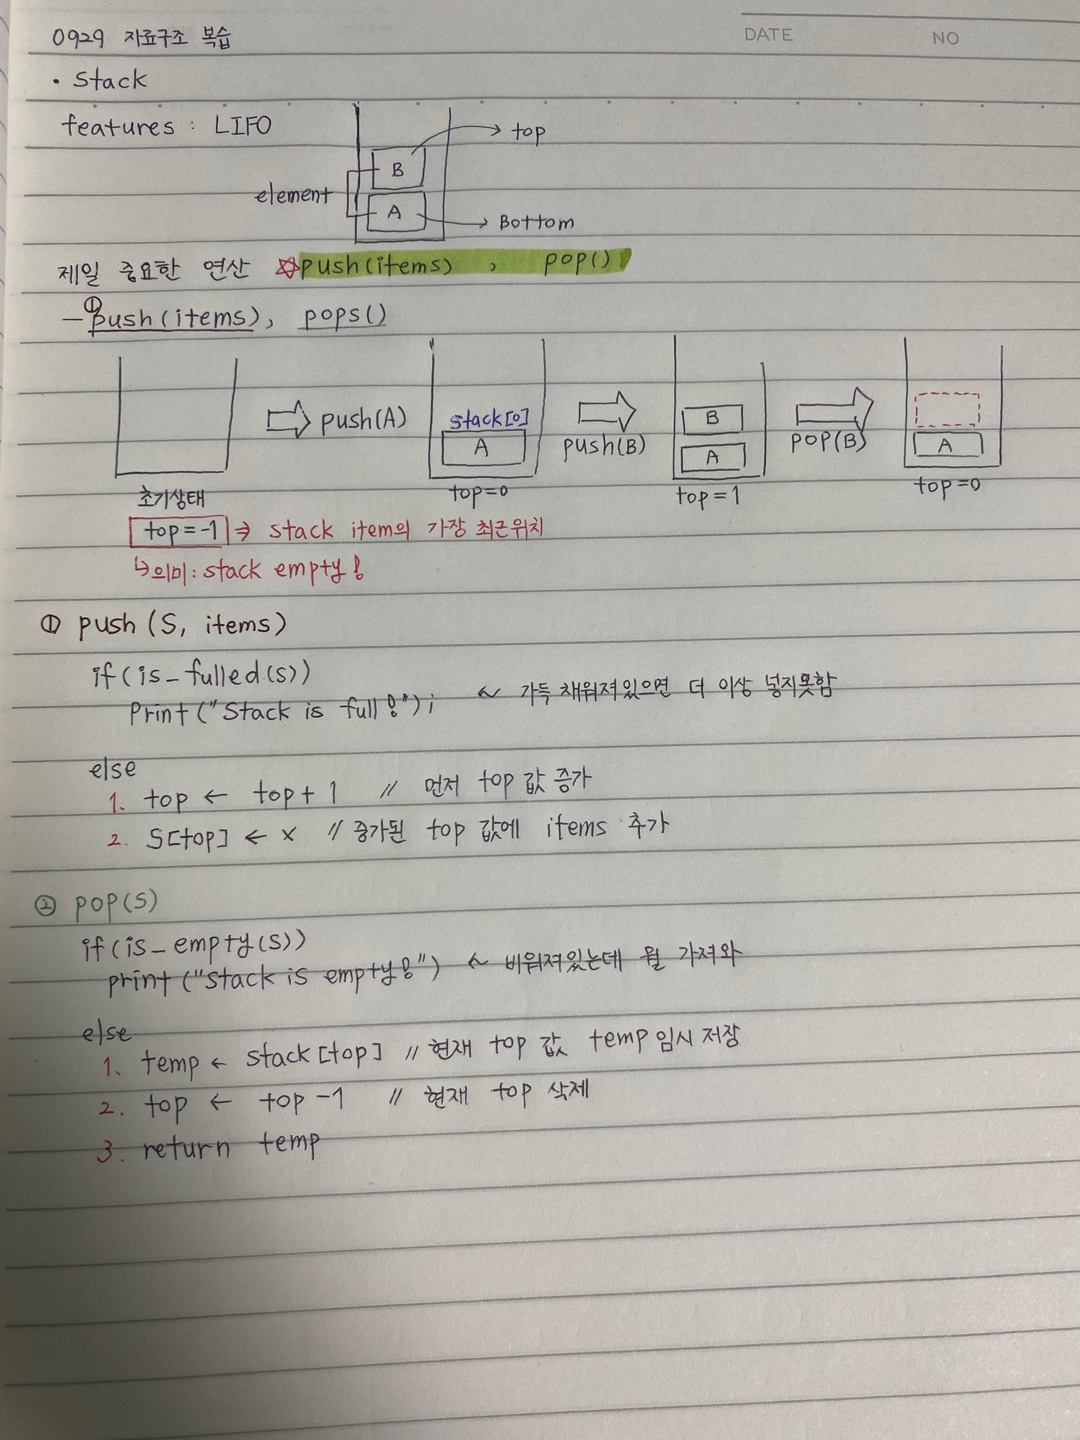 DATE NO
0929 자료구조 복습
• Stack
features : LIFO
top
B
element
A
Bottom
제일 중요한 연산 ☆push(items) , pop()
① push(items), pops()
push(A)
stack[0]
A
push(B)
B
A
pop(B)
A
초기상태
top=0
top=1
top=0
top=-1 ⇒ stack item의 가장 최근위치
↳의미: stack empty!
① push (S, items)
if(is_fulled(s))
Print("Stack is full!"); ~ 가득 채워져있으면 더 이상 넣지못함
else
1. top ← top+1 // 먼저 top 값 증가
2. S[top] ← x // 증가된 top 값에 items 추가
② pop(S)
if(is_empty(s))
print("Stack is empty!") ~ 비워져있는데 뭘 가져와
else
1. temp ← stack[top] // 현재 top 값 temp 임시 저장
2. top ← top -1 // 현재 top 삭제
3. return temp